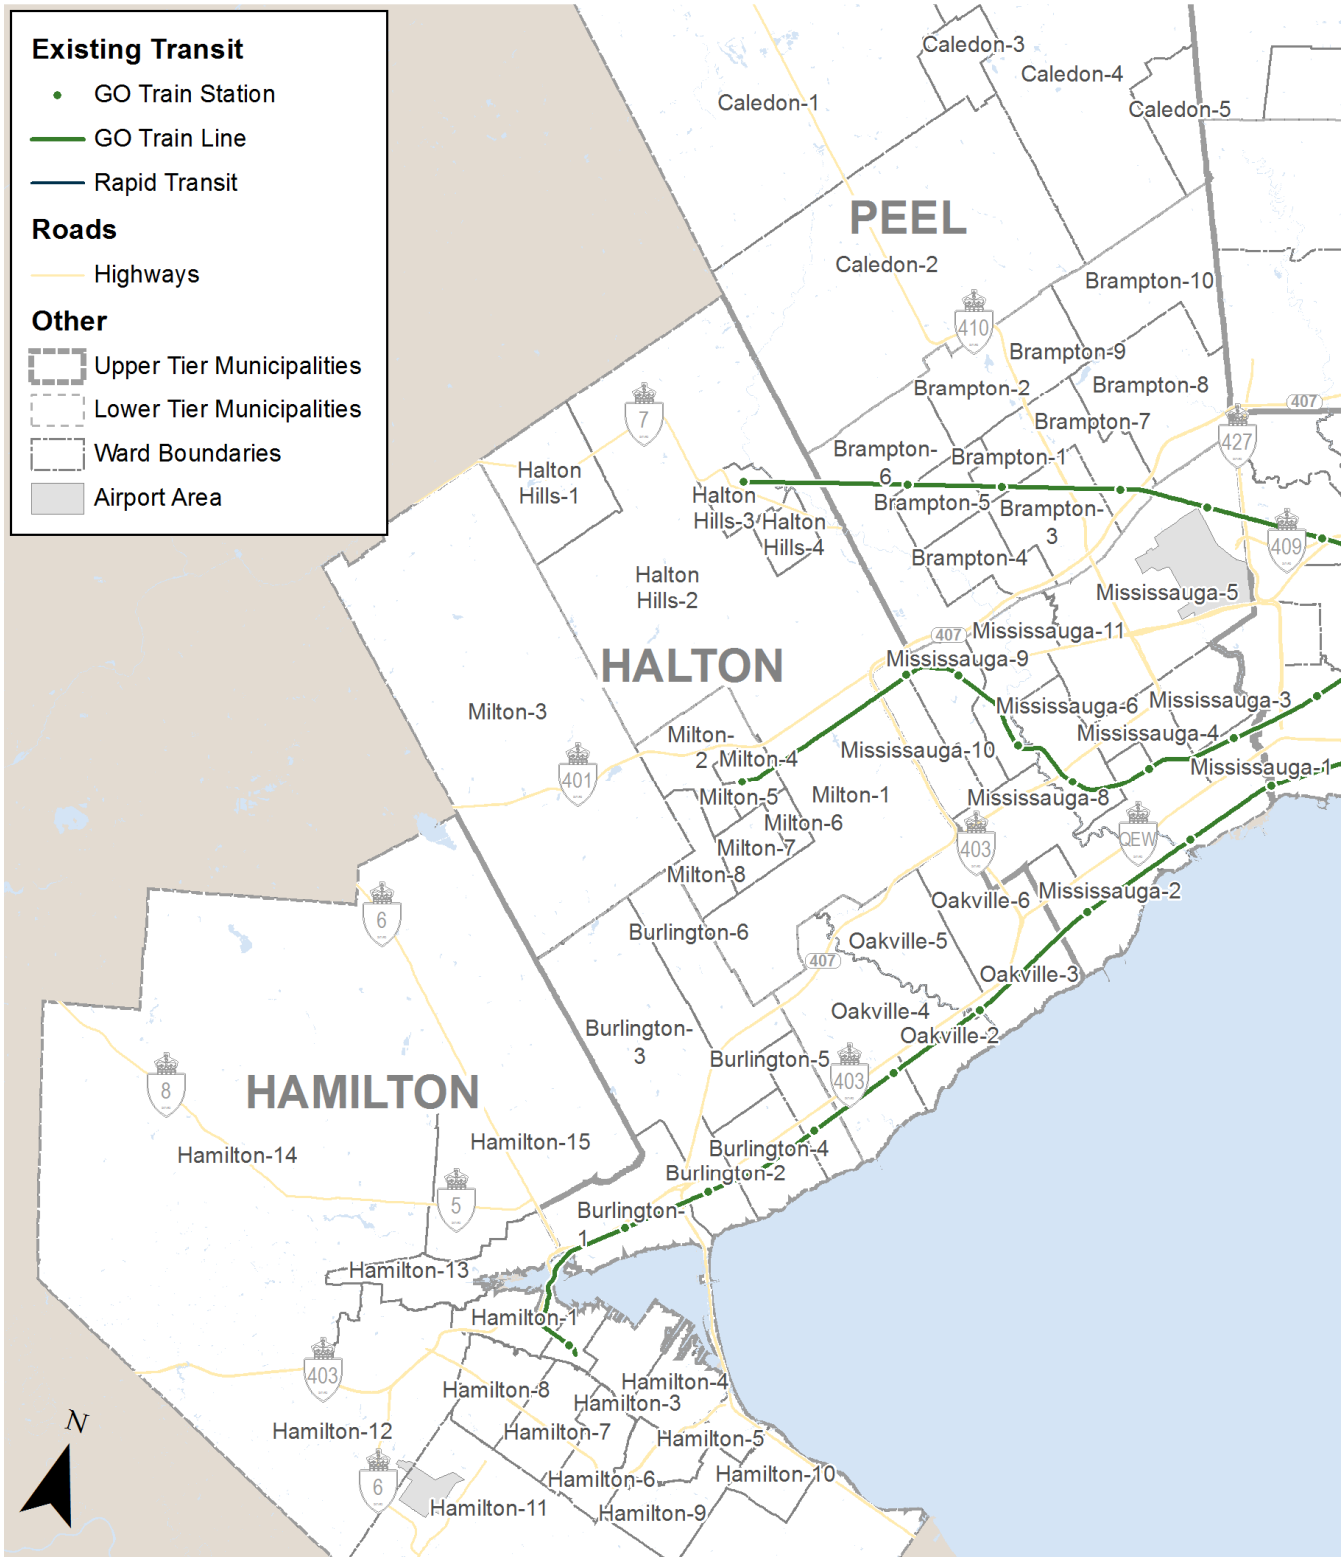 Existing Transit
GO Train Station
GO Train Line
Rapid Transit
Roads
Highways
Other
Upper Tier Municipalities
Lower Tier Municipalities
Ward Boundaries
Airport Area
Caledon-3
Caledon-4
Caledon-1
Caledon-5
PEEL
Caledon-2
Brampton-10
410
Brampton-9
Brampton-2
Brampton-8
407
7
Brampton-7
427
Brampton-
6
Brampton-1
Halton
Hills-1
Halton
Hills-3
Brampton-5
Brampton-
3
Halton
Hills-4
409
Brampton-4
Halton
Hills-2
Mississauga-5
407
Mississauga-11
HALTON
Mississauga-9
Milton-3
Mississauga-6
Mississauga-3
Milton-
2
Mississauga-4
Milton-4
Mississauga-10
401
Mississauga-1
Milton-5
Milton-1
Mississauga-8
Milton-6
QEW
Milton-7
403
Milton-8
Mississauga-2
Oakville-6
6
Burlington-6
Oakville-5
407
Oakville-3
Oakville-4
Burlington-
3
Oakville-2
Burlington-5
403
8
HAMILTON
Hamilton-15
Burlington-4
Hamilton-14
Burlington-2
5
Burlington-
1
Hamilton-13
Hamilton-1
403
Hamilton-4
Hamilton-8
Hamilton-3
N
Hamilton-12
Hamilton-7
Hamilton-5
Hamilton-10
6
Hamilton-6
Hamilton-11
Hamilton-9